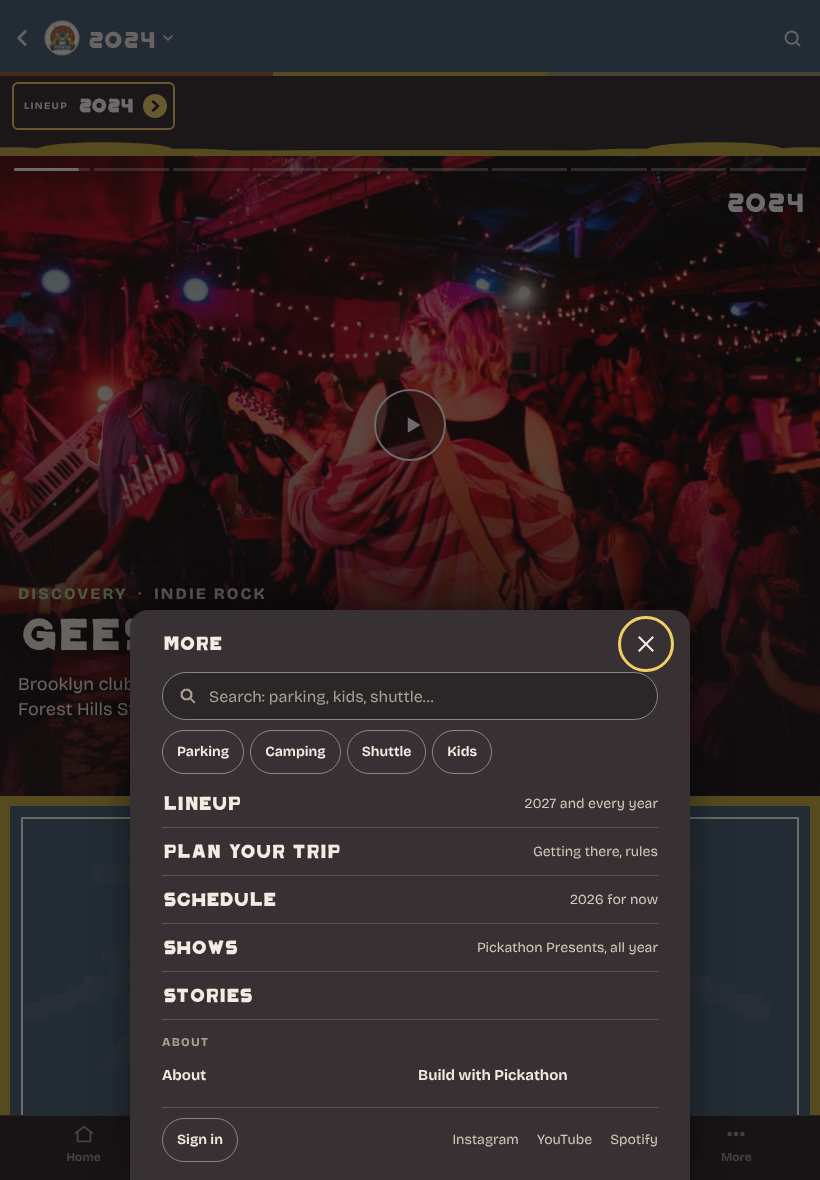 2024
LINEUP 2024
2024
DISCOVERY · INDIE ROCK
Brooklyn
Forest Hills
MORE
Search: parking, kids, shuttle...
Parking Camping Shuttle Kids
LINEUP 2027 and every year
PLAN YOUR TRIP Getting there, rules
SCHEDULE 2026 for now
SHOWS Pickathon Presents, all year
STORIES
ABOUT
About Build with Pickathon
Sign in Instagram YouTube Spotify
Home More